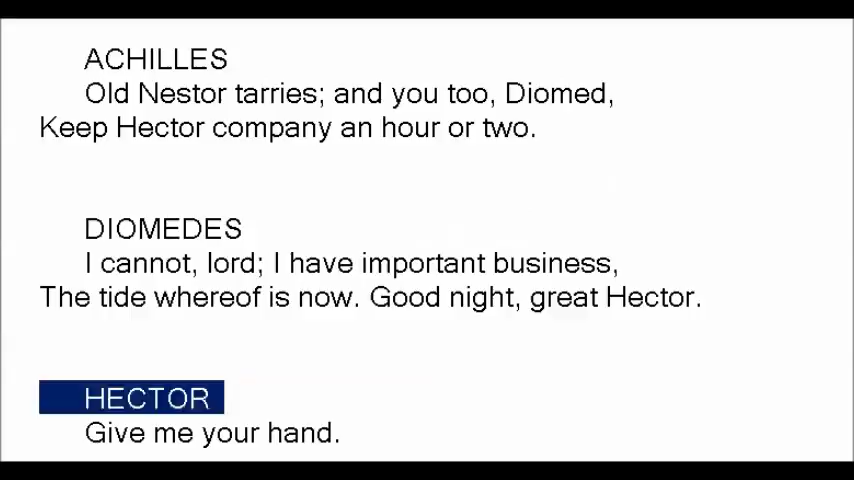 ACHILLES
Old Nestor tarries; and you too, Diomed,
Keep Hector company an hour or two.
DIOMEDES
I cannot, lord; I have important business,
The tide whereof is now. Good night, great Hector.
HECTOR
Give me your hand.